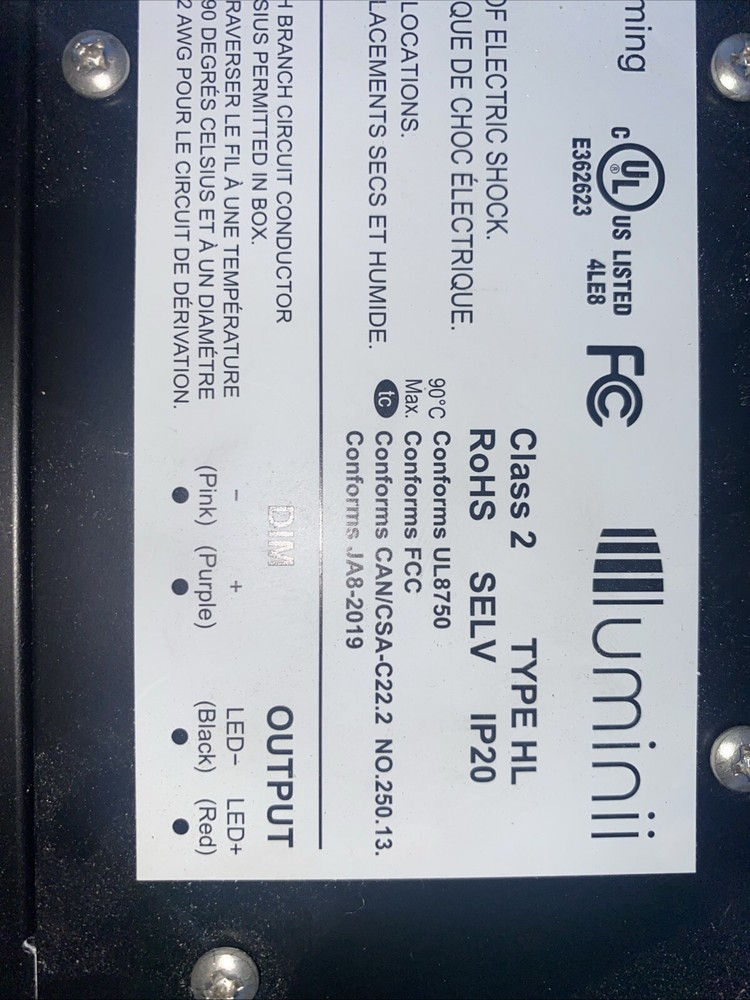 ming
C UL US LISTED
®
E362623 4LE8
FC
luminii
Class 2 TYPE HL
RoHS SELV IP20
OF ELECTRIC SHOCK.
QUE DE CHOC ÉLECTRIQUE.
LOCATIONS.
LACEMENTS SECS ET HUMIDE.
90°C
Max.
tc
Conforms UL8750
Conforms FCC
Conforms CAN/CSA-C22.2 NO.250.13.
Conforms JA8-2019
H BRANCH CIRCUIT CONDUCTOR
SIUS PERMITTED IN BOX.
RAVERSER LE FIL À UNE TEMPÉRATURE
90 DEGRÉS CELSIUS ET À UN DIAMÉTRE
2 AWG POUR LE CIRCUIT DE DÉRIVATION.
DIM
− +
(Pink) (Purple)
OUTPUT
LED− LED+
(Black) (Red)